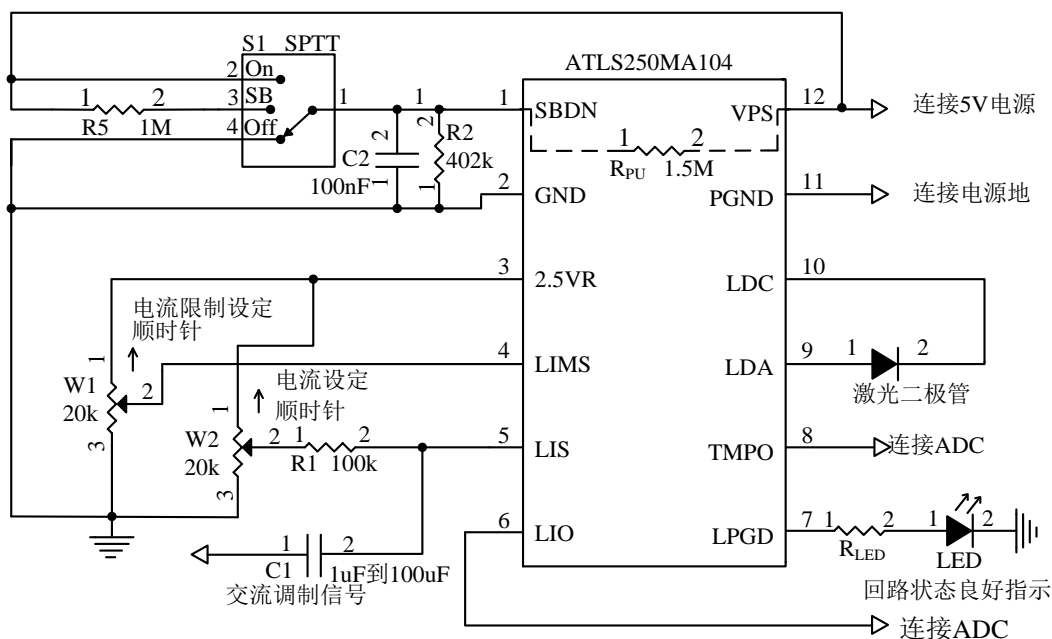 S1 SPTT
ATLS250MA104
2 On
3 SB
4 Off
1
1 2
R5 1M
1
1 SBDN
VPS 12
连接5V电源
2
C2
100nF
1
2
R2
402k
1
1 2
RPU 1.5M
2
GND
PGND
11
连接电源地
3
2.5VR
LDC
10
电流限制设定
顺时针
1
W1
20k
2
3
4
LIMS
LDA
9
1 2
激光二极管
电流设定
顺时针
1
W2
20k
2
3
1 2
R1 100k
5
LIS
TMPO
8
连接ADC
6
LIO
LPGD
7
1 2
RLED
1 2
LED
回路状态良好指示
1 2
C1 1uF到100uF
交流调制信号
连接ADC